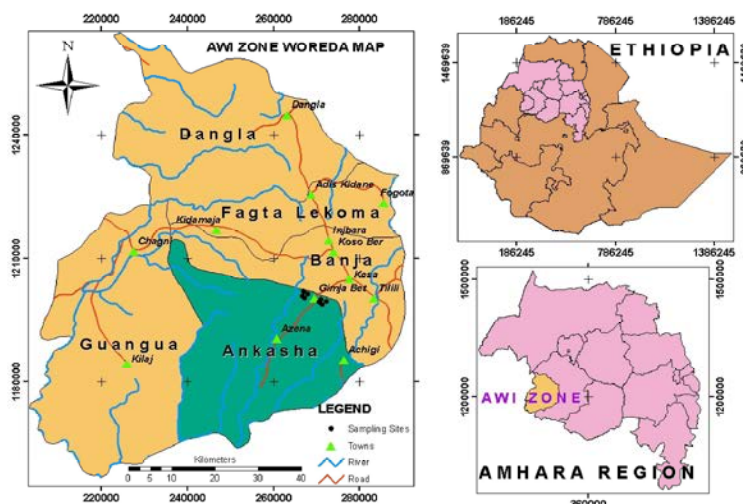 220000 240000 260000 280000
AWI ZONE WOREDA MAP
N
Dangla
Dangla
1240000
Adis Kidane
Fogota
Fagta Lekoma
Kidamaja
Injbara
Chagni
Koso Ber
1210000
Banja
Kesa
Gimja Bet
Tilili
Azena
Guangua
Ankasha
Kilaj
Achigi
1180000
LEGEND
Sampling Sites
Towns
River
Road
Kilometers
0 5 10 20 30 40
220000 240000 260000 280000
186245 786245 1386245
ETHIOPIA
1469639
869639
186245 786245 1386245
1500000 1500000
AWI ZONE
1200000 1200000
AMHARA REGION